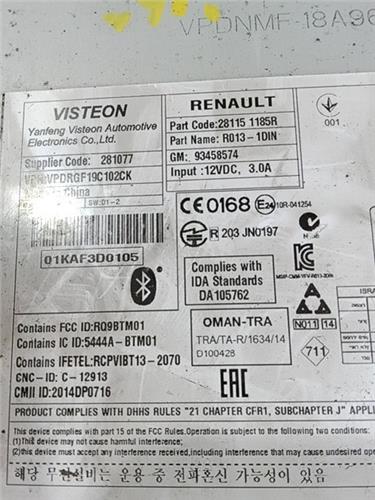 VPDNMF-18A96
VISTEON
Yanfeng Visteon Automotive
Electronics Co.,Ltd.
Supplier Code: 281077
VPN:VPDRGF19C102CK
China
SW:01-2
Q1KAF3D0105
RENAULT
Part Code:28115 1185R
Part Name: R013-1DIN
GM: 93458574
Input:12VDC, 3.0A
001
CE0168 E24 10R-041254
R 203 JN0197
Complies with
IDA Standards
DA105762
OMAN-TRA
TRA/TA-R/1634/14
D100428
N
N011 14
711
ISRA
Contains FCC ID:RQ9BTM01
Contains IC ID:5444A-BTM01
Contains IFETEL:RCPVIBT13-2070
CNC-ID: C-12913
CMII ID:2014DP0716
EAC
PRODUCT COMPLIES WITH DHHS RULES "21 CHAPTER CFR1, SUBCHAPTER J" APPL
This device complies with part 15 of the FCC Rules. Operation is subject to the
(1)this device may not cause harmful interference;
(2)this device must accept any interference received,including interference that may cause undesired
해당 무선설비는 운용 중 전파혼신 가능성이 있음